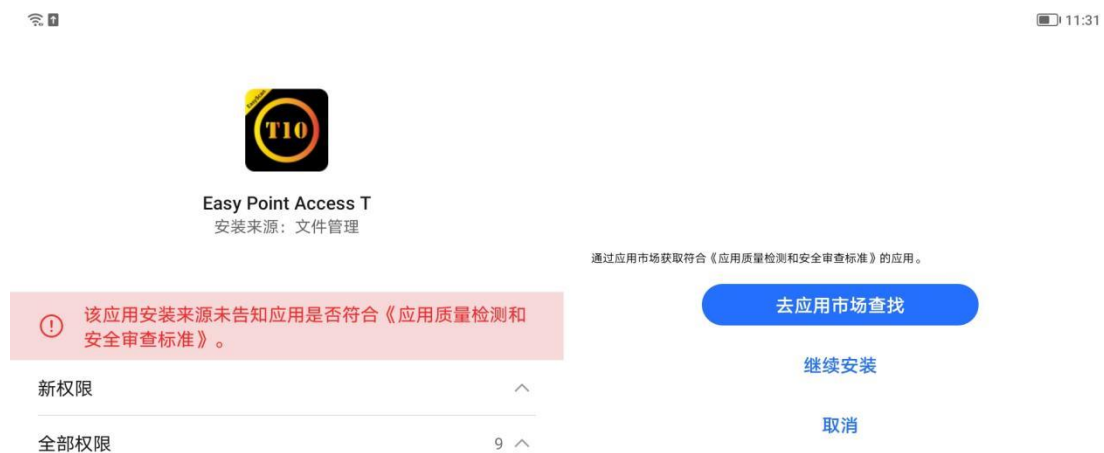 11:31
EasyScan
T10
Easy Point Access T
安装来源：文件管理
该应用安装来源未告知应用是否符合《应用质量检测和
安全审查标准》。
新权限
全部权限 9
通过应用市场获取符合《应用质量检测和安全审查标准》的应用。
去应用市场查找
继续安装
取消